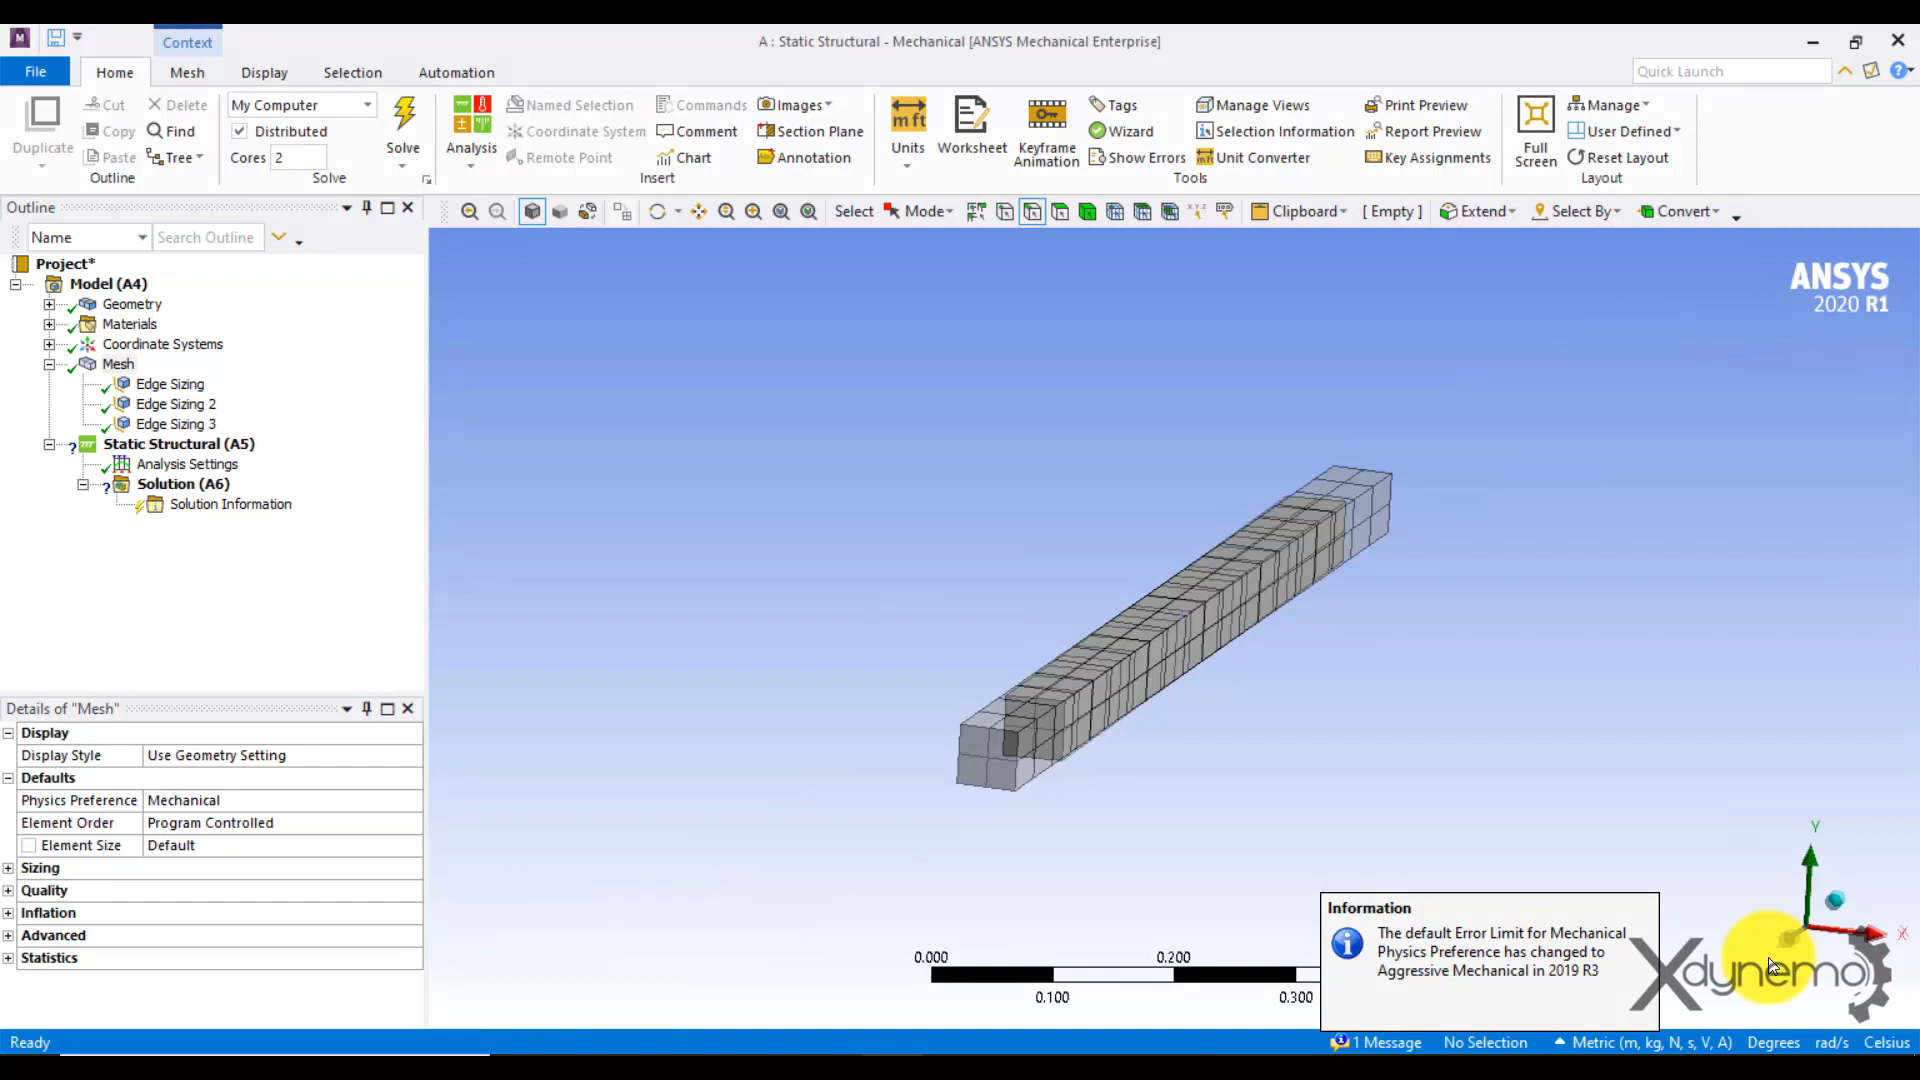 M
Context
A : Static Structural - Mechanical [ANSYS Mechanical Enterprise]
File
Home
Mesh
Display
Selection
Automation
Quick Launch
Duplicate
Cut
Delete
Copy
Find
Paste
Tree
Outline
My Computer
Distributed
Cores 2
Solve
Solve
Analysis
Named Selection
Commands
Images
Coordinate System
Comment
Section Plane
Remote Point
Chart
Annotation
Insert
m ft
Units
Worksheet
Keyframe
Animation
Tags
Manage Views
Print Preview
Wizard
Selection Information
Report Preview
Show Errors
Unit Converter
Key Assignments
Tools
Full
Screen
Manage
User Defined
Reset Layout
Layout
Outline
Select
Mode
Clipboard
[ Empty ]
Extend
Select By
Convert
Name
Search Outline
Project*
Model (A4)
Geometry
Materials
Coordinate Systems
Mesh
Edge Sizing
Edge Sizing 2
Edge Sizing 3
Static Structural (A5)
Analysis Settings
Solution (A6)
Solution Information
ANSYS
2020 R1
Details of "Mesh"
Display
Display Style Use Geometry Setting
Defaults
Physics Preference Mechanical
Element Order Program Controlled
Element Size Default
Sizing
Quality
Inflation
Advanced
Statistics
0.000
0.200
0.100
0.300
Y
X
Information
The default Error Limit for Mechanical
Physics Preference has changed to
Aggressive Mechanical in 2019 R3
Xdynemo
Ready
1 Message
No Selection
Metric (m, kg, N, s, V, A)
Degrees
rad/s
Celsius